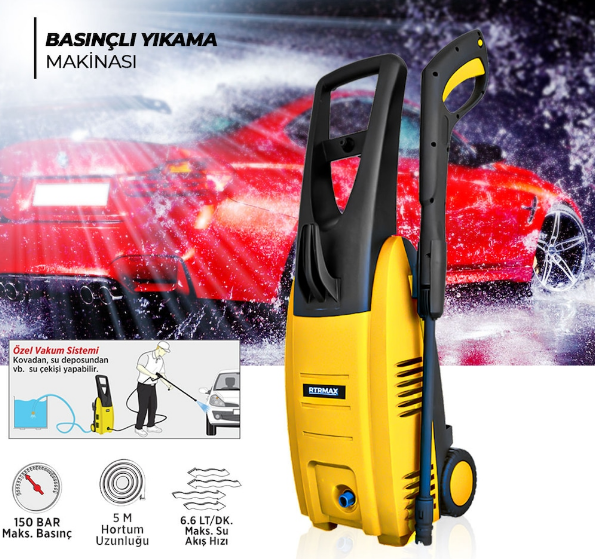 BASINÇLI YIKAMA
MAKİNASI
Özel Vakum Sistemi
Kovadan, su deposundan
vb. su çekişi yapabilir.
RTRMAX
150 BAR
Maks. Basınç
5 M
Hortum
Uzunluğu
6.6 LT/DK.
Maks. Su
Akış Hızı